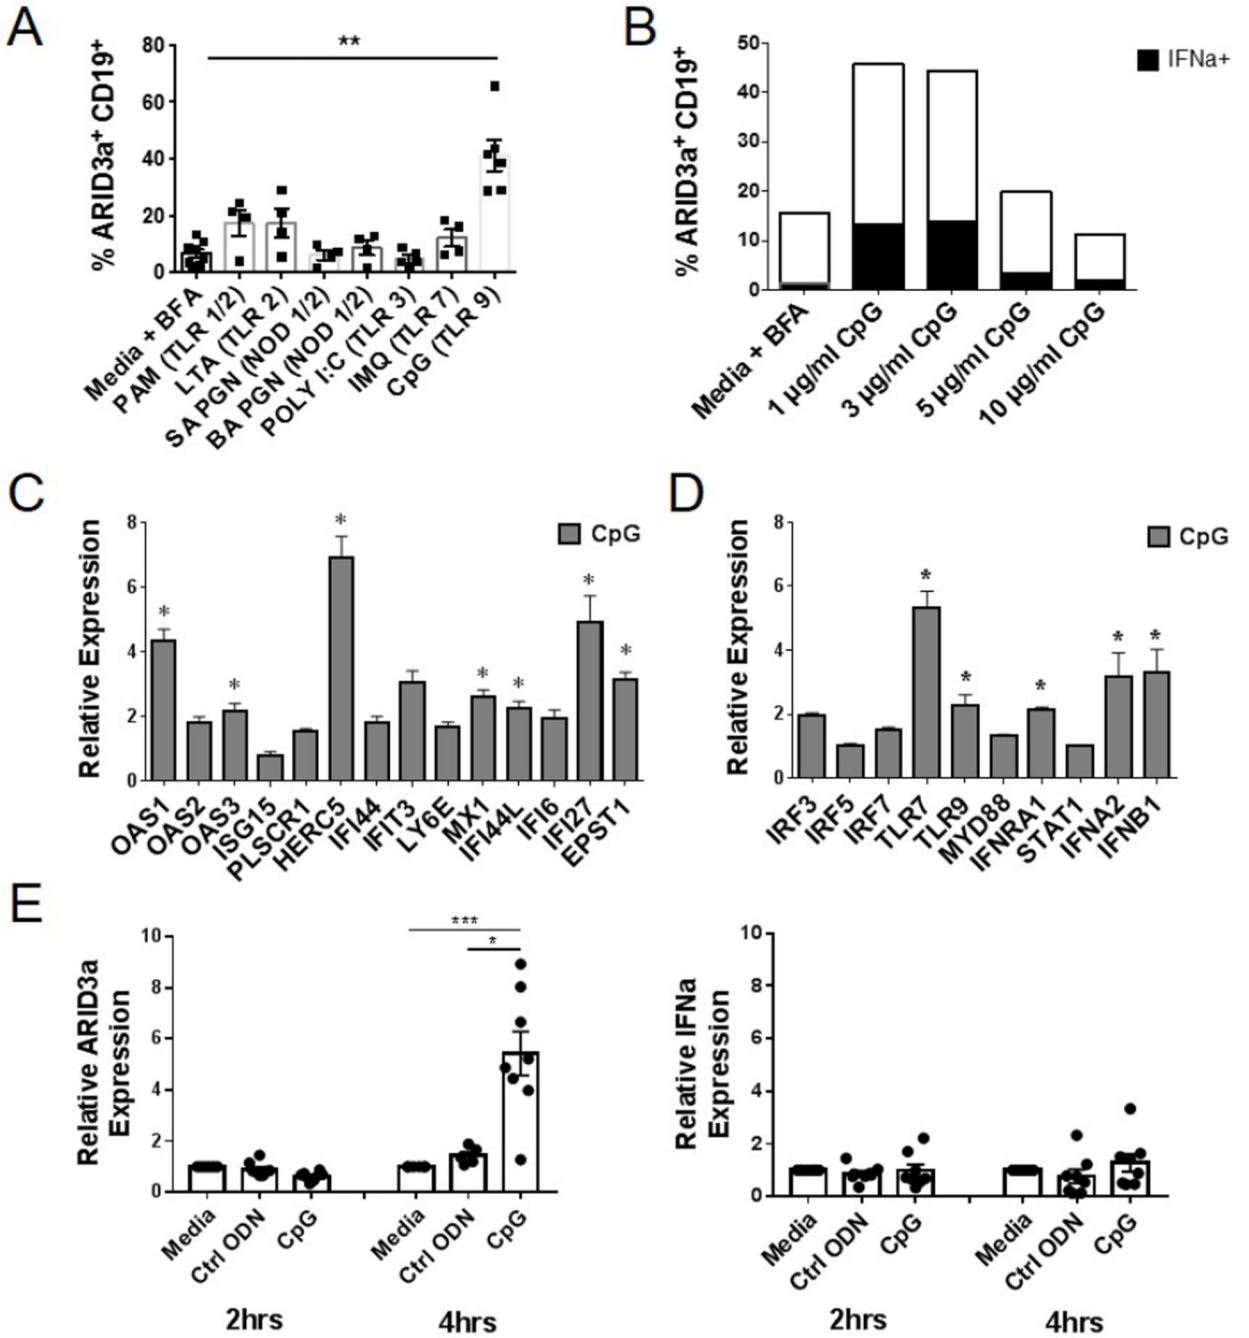 A
% ARID3a+ CD19+
80
60
40
20
0
**
Media + BFA
PAM (TLR 1/2)
LTA (TLR 2)
SA PGN (NOD 1/2)
BA PGN (NOD 1/2)
POLY I:C (TLR 3)
IMQ (TLR 7)
CpG (TLR 9)
B
% ARID3a+ CD19+
50
40
30
20
10
0
IFNa+
Media + BFA
1 µg/ml CpG
3 µg/ml CpG
5 µg/ml CpG
10 µg/ml CpG
C
Relative Expression
8
6
4
2
0
CpG
*
*
*
*
*
*
*
OAS1
OAS2
OAS3
ISG15
PLSCR1
HERC5
IFI44
IFIT3
LY6E
MX1
IFI44L
IFI6
IFI27
EPST1
D
Relative Expression
8
6
4
2
0
CpG
*
*
*
*
*
IRF3
IRF5
IRF7
TLR7
TLR9
MYD88
IFNRA1
STAT1
IFNA2
IFNB1
E
Relative ARID3a
Expression
10
8
6
4
2
0
***
*
Media
Ctrl ODN
CpG
Media
Ctrl ODN
CpG
2hrs
4hrs
Relative IFNa
Expression
10
8
6
4
2
0
Media
Ctrl ODN
CpG
Media
Ctrl ODN
CpG
2hrs
4hrs